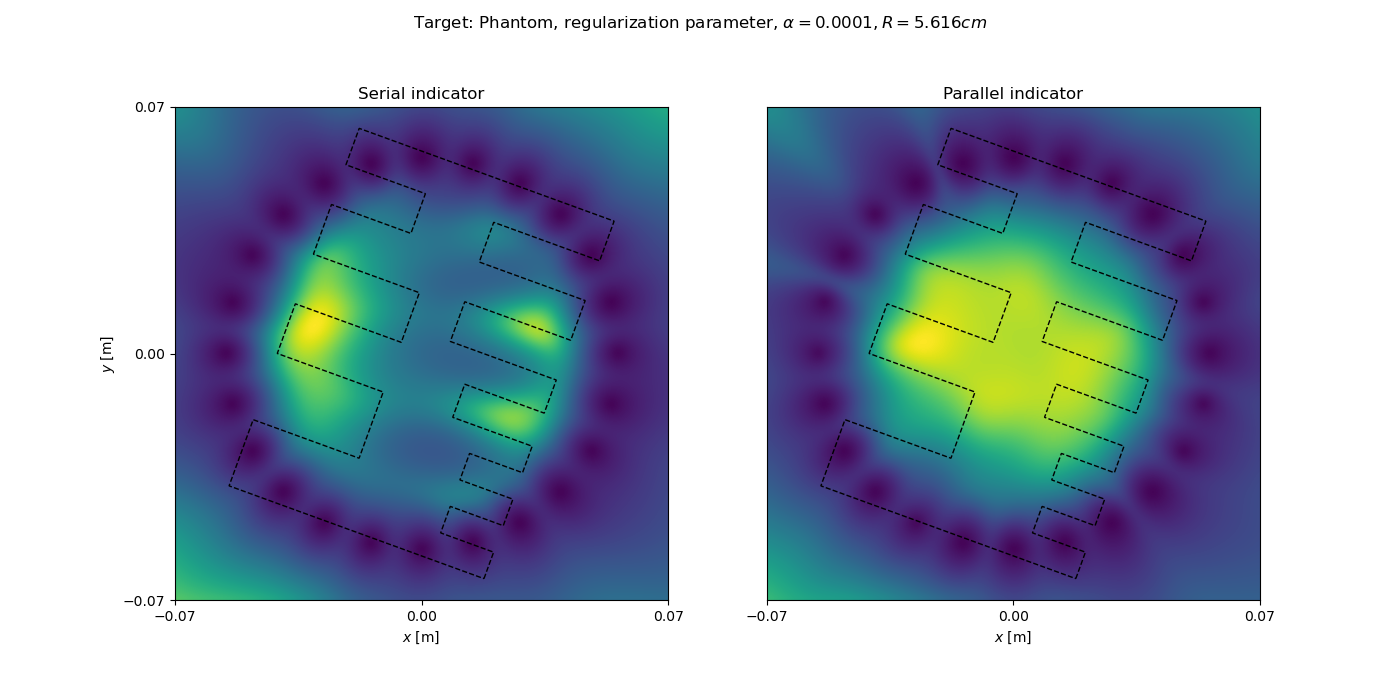 Target: Phantom, regularization parameter, α = 0.0001, R = 5.616cm
Serial indicator
Parallel indicator
0.07
0.00
−0.07
y [m]
−0.07 0.00 0.07
−0.07 0.00 0.07
x [m]
x [m]